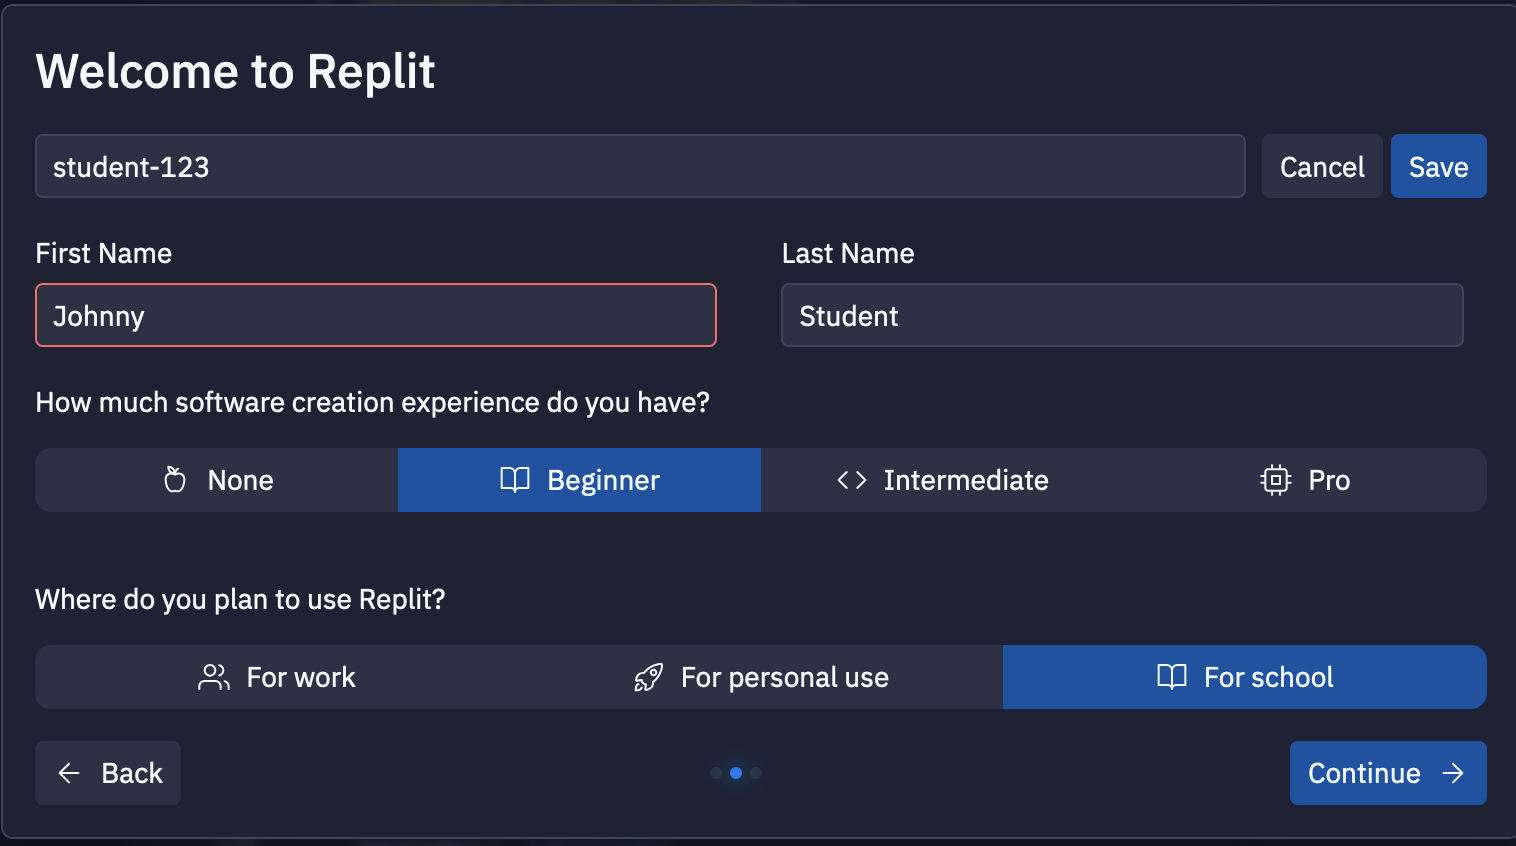 Welcome to Replit
student-123 Cancel Save
First Name Last Name
Johnny Student
How much software creation experience do you have?
None Beginner Intermediate Pro
Where do you plan to use Replit?
For work For personal use For school
Back Continue